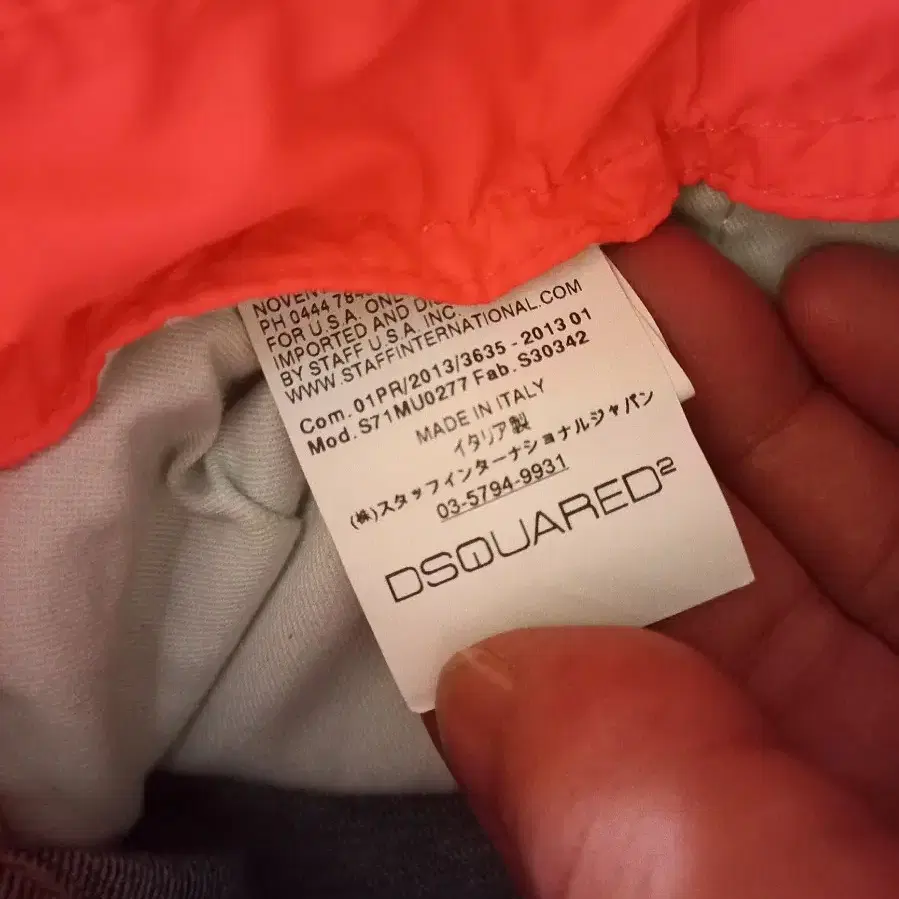 NOVEN
PH 0444 784
FOR U.S.A. ONL
IMPORTED AND DIS
BY STAFF U.S.A. INC.
WWW.STAFFINTERNATIONAL.COM
Com. 01PR/2013/3635 - 2013 01
Mod. S71MU0277 Fab. S30342
MADE IN ITALY
イタリア製
(株)スタッフインターナショナルジャパン
03-5794-9931
DSQUARED2